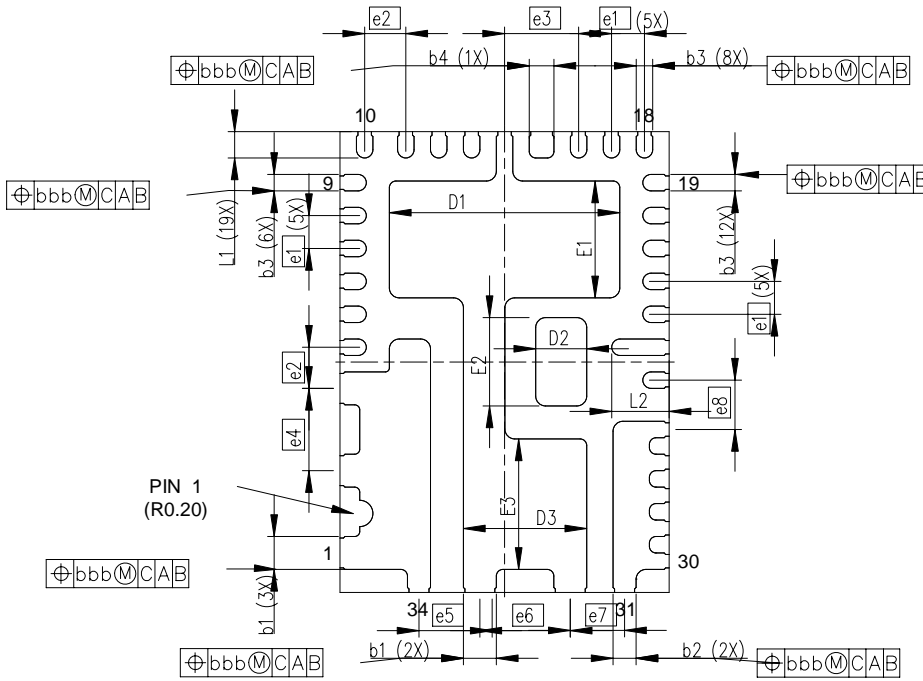 e2
e3
e1
(5X)
b4 (1X)
b3 (8X)
⌖ bbb Ⓜ C A B
⌖ bbb Ⓜ C A B
10
18
9
19
⌖ bbb Ⓜ C A B
⌖ bbb Ⓜ C A B
L1 (19X)
b3 (6X)
e1 (5X)
D1
E1
b3 (12X)
e1 (5X)
e2
E2
D2
L2
e8
e4
PIN 1
(R0.20)
E3
D3
1
30
⌖ bbb Ⓜ C A B
b1 (3X)
34
e5
e6
e7
31
b1 (2X)
b2 (2X)
⌖ bbb Ⓜ C A B
⌖ bbb Ⓜ C A B